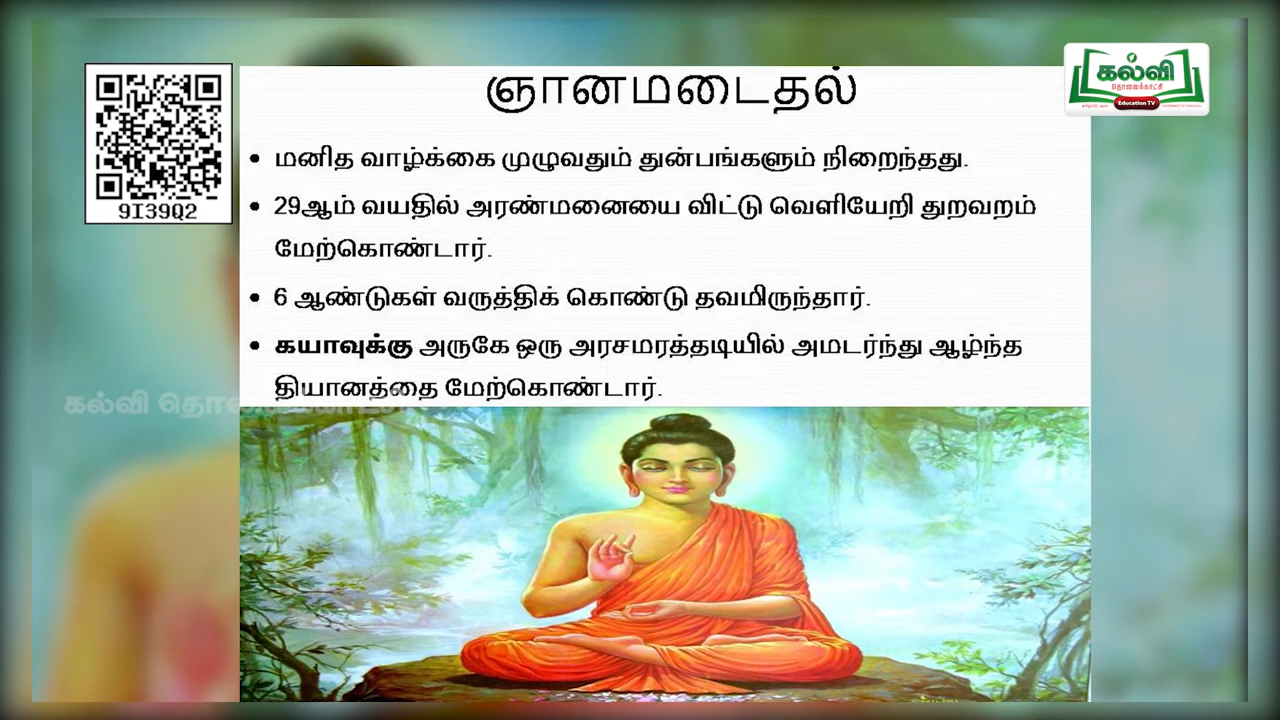 ஞானமடைதல்
கல்வி
தொலைக்காட்சி
Education TV
9I39Q2
• மனித வாழ்க்கை முழுவதும் துன்பங்களும் நிறைந்தது.
• 29ஆம் வயதில் அரண்மனையை விட்டு வெளியேறி துறவறம்
மேற்கொண்டார்.
• 6 ஆண்டுகள் வருத்திக் கொண்டு தவமிருந்தார்.
• கயாவுக்கு அருகே ஒரு அரசமரத்தடியில் அமடர்ந்து ஆழ்ந்த
தியானத்தை மேற்கொண்டார்.
கல்வி